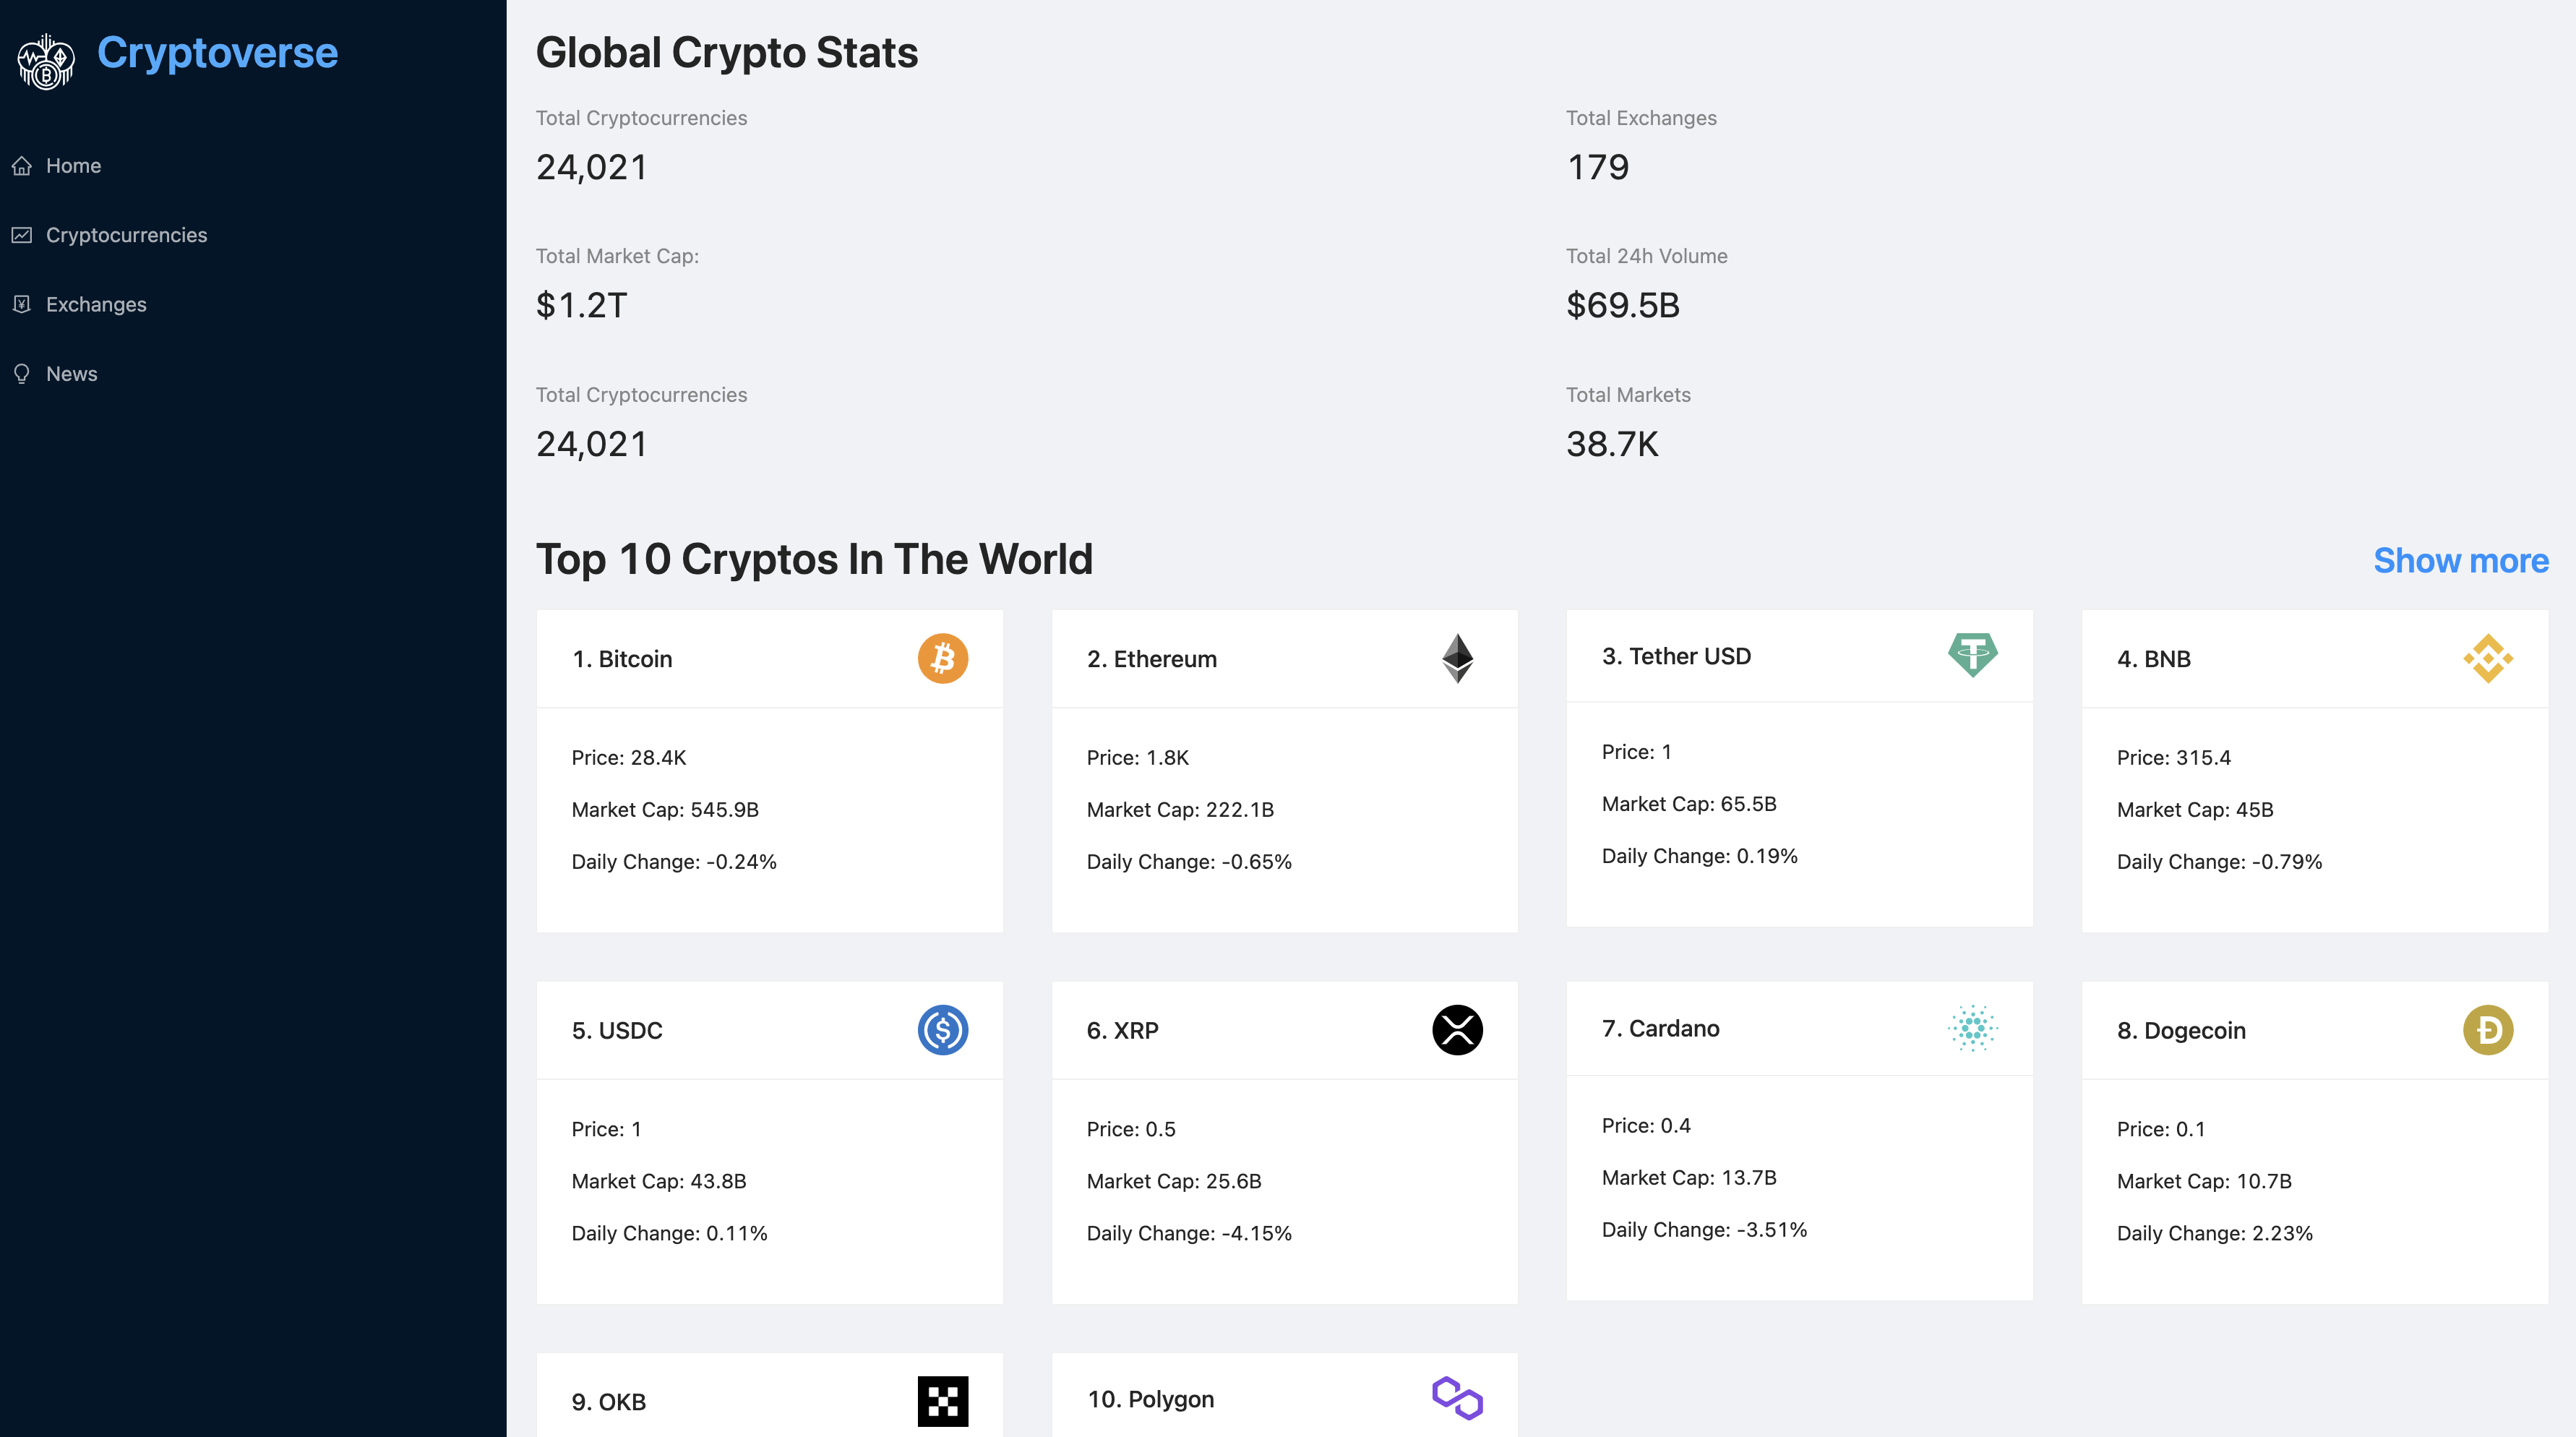 Cryptoverse
Home
Cryptocurrencies
Exchanges
News
Global Crypto Stats
Total Cryptocurrencies
24,021
Total Exchanges
179
Total Market Cap:
$1.2T
Total 24h Volume
$69.5B
Total Cryptocurrencies
24,021
Total Markets
38.7K
Top 10 Cryptos In The World
Show more
1. Bitcoin
Price: 28.4K
Market Cap: 545.9B
Daily Change: -0.24%
2. Ethereum
Price: 1.8K
Market Cap: 222.1B
Daily Change: -0.65%
3. Tether USD
Price: 1
Market Cap: 65.5B
Daily Change: 0.19%
4. BNB
Price: 315.4
Market Cap: 45B
Daily Change: -0.79%
5. USDC
Price: 1
Market Cap: 43.8B
Daily Change: 0.11%
6. XRP
Price: 0.5
Market Cap: 25.6B
Daily Change: -4.15%
7. Cardano
Price: 0.4
Market Cap: 13.7B
Daily Change: -3.51%
8. Dogecoin
Price: 0.1
Market Cap: 10.7B
Daily Change: 2.23%
9. OKB
10. Polygon